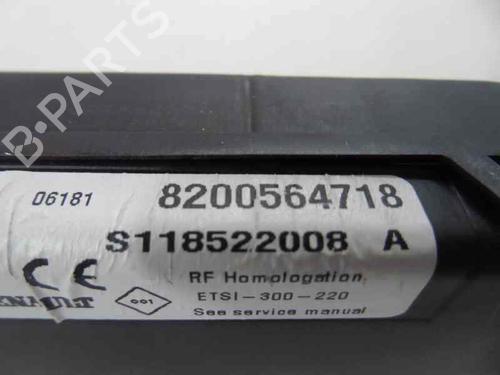 B-PARTS
06181 8200564718
S118522008 A
CE RF Homologation
001 ETSI-300-220
See service manual